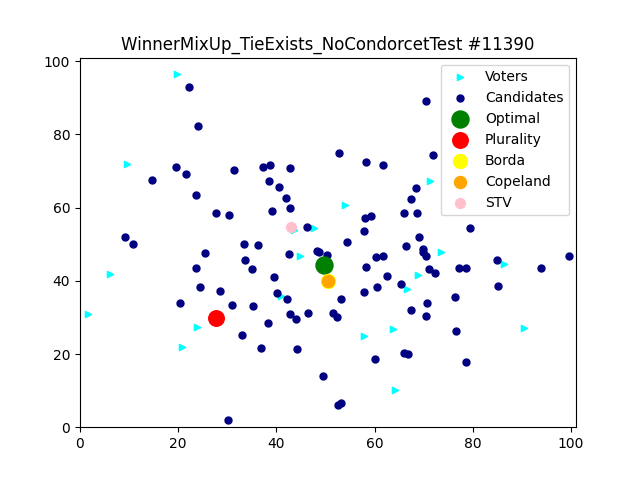 WinnerMixUp_TieExists_NoCondorcetTest #11390
100
80
60
40
20
0
0 20 40 60 80 100
Voters
Candidates
Optimal
Plurality
Borda
Copeland
STV